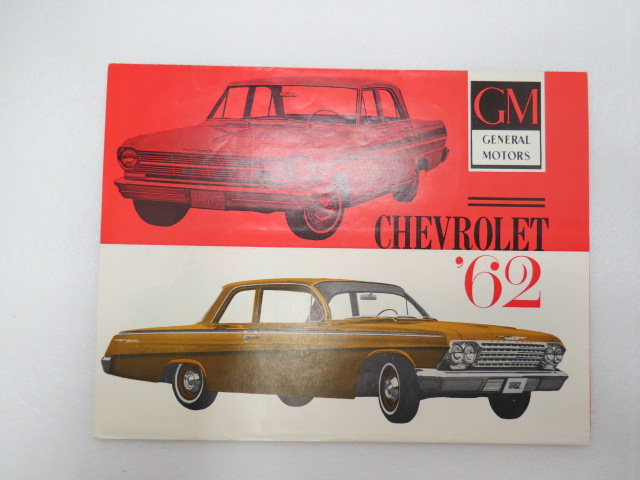 GM
GENERAL
MOTORS
CHEVROLET
'62